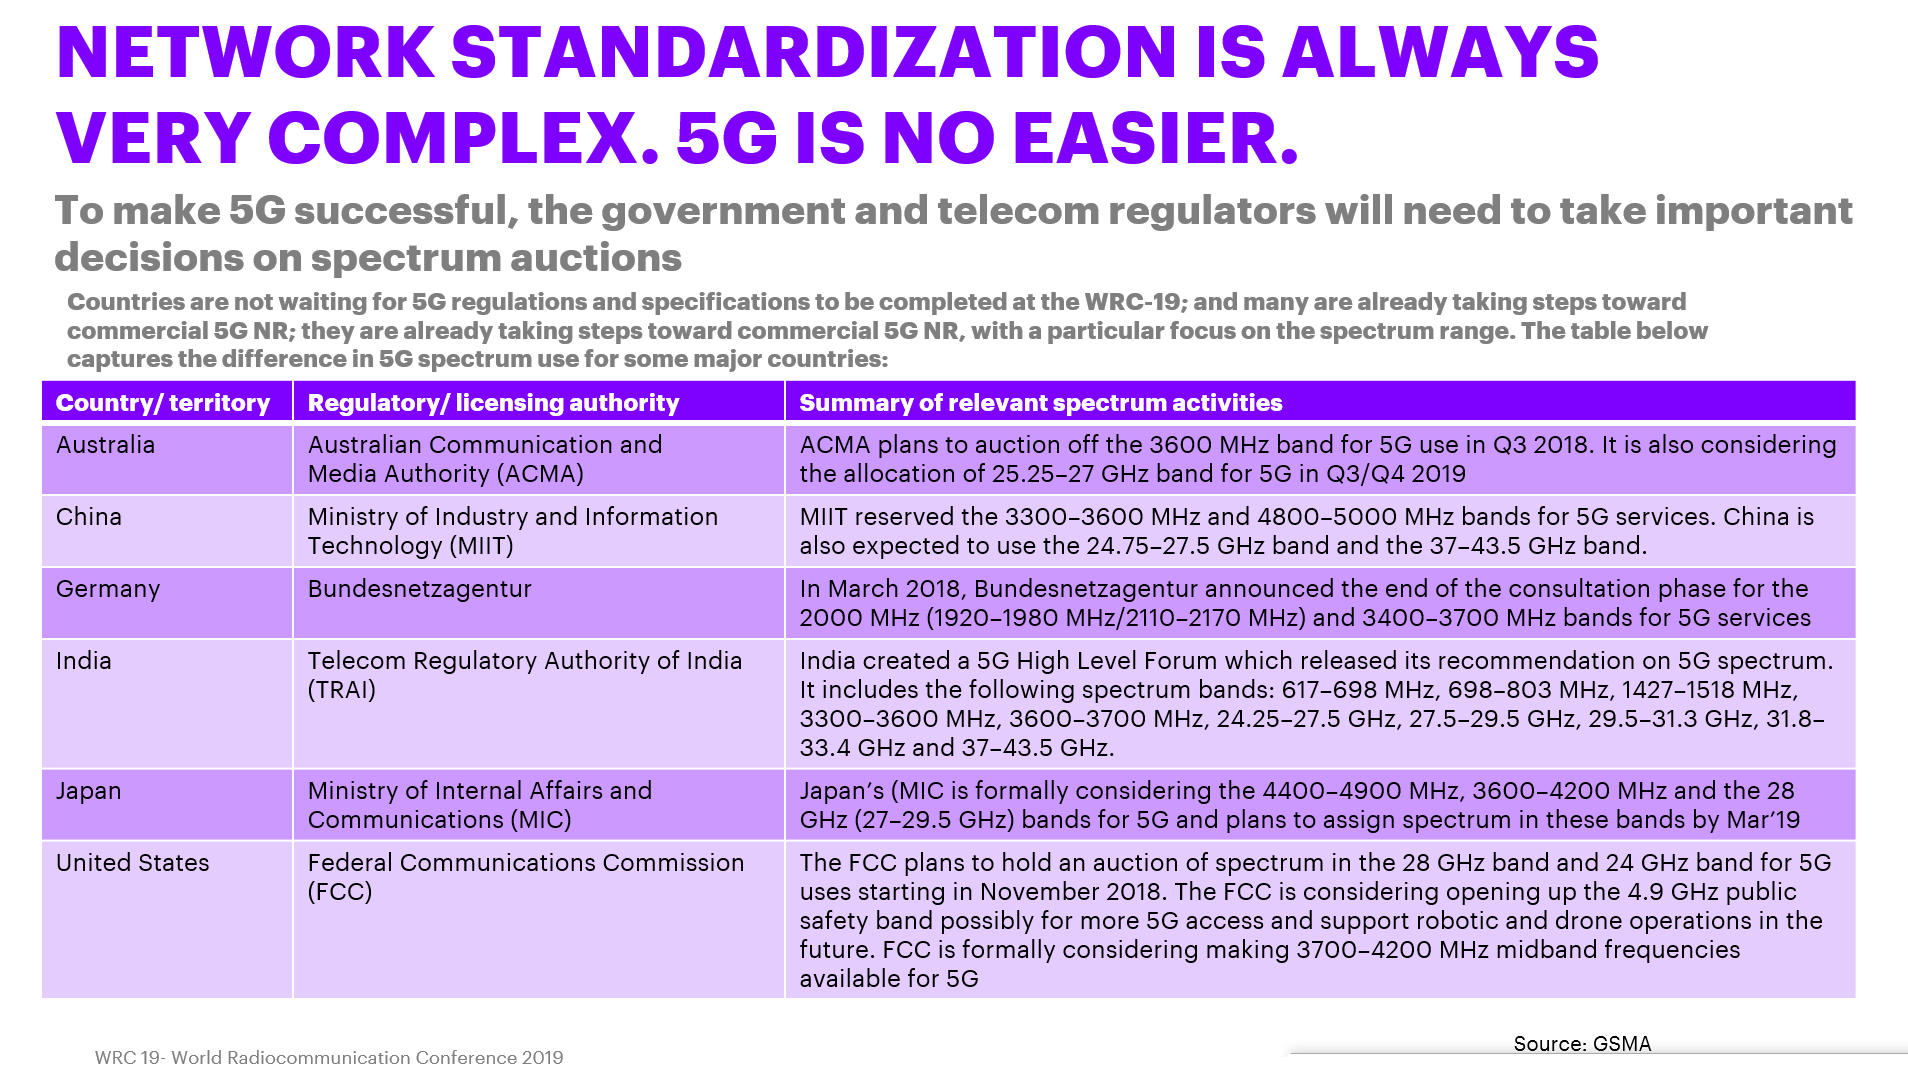 NETWORK STANDARDIZATION IS ALWAYS
VERY COMPLEX. 5G IS NO EASIER.
To make 5G successful, the government and telecom regulators will need to take important
decisions on spectrum auctions
Countries are not waiting for 5G regulations and specifications to be completed at the WRC-19; and many are already taking steps toward
commercial 5G NR; they are already taking steps toward commercial 5G NR, with a particular focus on the spectrum range. The table below
captures the difference in 5G spectrum use for some major countries:
Country/ territory
Regulatory/ licensing authority
Summary of relevant spectrum activities
Australia
Australian Communication and
Media Authority (ACMA)
ACMA plans to auction off the 3600 MHz band for 5G use in Q3 2018. It is also considering
the allocation of 25.25–27 GHz band for 5G in Q3/Q4 2019
China
Ministry of Industry and Information
Technology (MIIT)
MIIT reserved the 3300–3600 MHz and 4800–5000 MHz bands for 5G services. China is
also expected to use the 24.75–27.5 GHz band and the 37–43.5 GHz band.
Germany
Bundesnetzagentur
In March 2018, Bundesnetzagentur announced the end of the consultation phase for the
2000 MHz (1920–1980 MHz/2110–2170 MHz) and 3400–3700 MHz bands for 5G services
India
Telecom Regulatory Authority of India
(TRAI)
India created a 5G High Level Forum which released its recommendation on 5G spectrum.
It includes the following spectrum bands: 617–698 MHz, 698–803 MHz, 1427–1518 MHz,
3300–3600 MHz, 3600–3700 MHz, 24.25–27.5 GHz, 27.5–29.5 GHz, 29.5–31.3 GHz, 31.8–
33.4 GHz and 37–43.5 GHz.
Japan
Ministry of Internal Affairs and
Communications (MIC)
Japan’s (MIC is formally considering the 4400–4900 MHz, 3600–4200 MHz and the 28
GHz (27–29.5 GHz) bands for 5G and plans to assign spectrum in these bands by Mar’19
United States
Federal Communications Commission
(FCC)
The FCC plans to hold an auction of spectrum in the 28 GHz band and 24 GHz band for 5G
uses starting in November 2018. The FCC is considering opening up the 4.9 GHz public
safety band possibly for more 5G access and support robotic and drone operations in the
future. FCC is formally considering making 3700–4200 MHz midband frequencies
available for 5G
Source: GSMA
WRC 19- World Radiocommunication Conference 2019